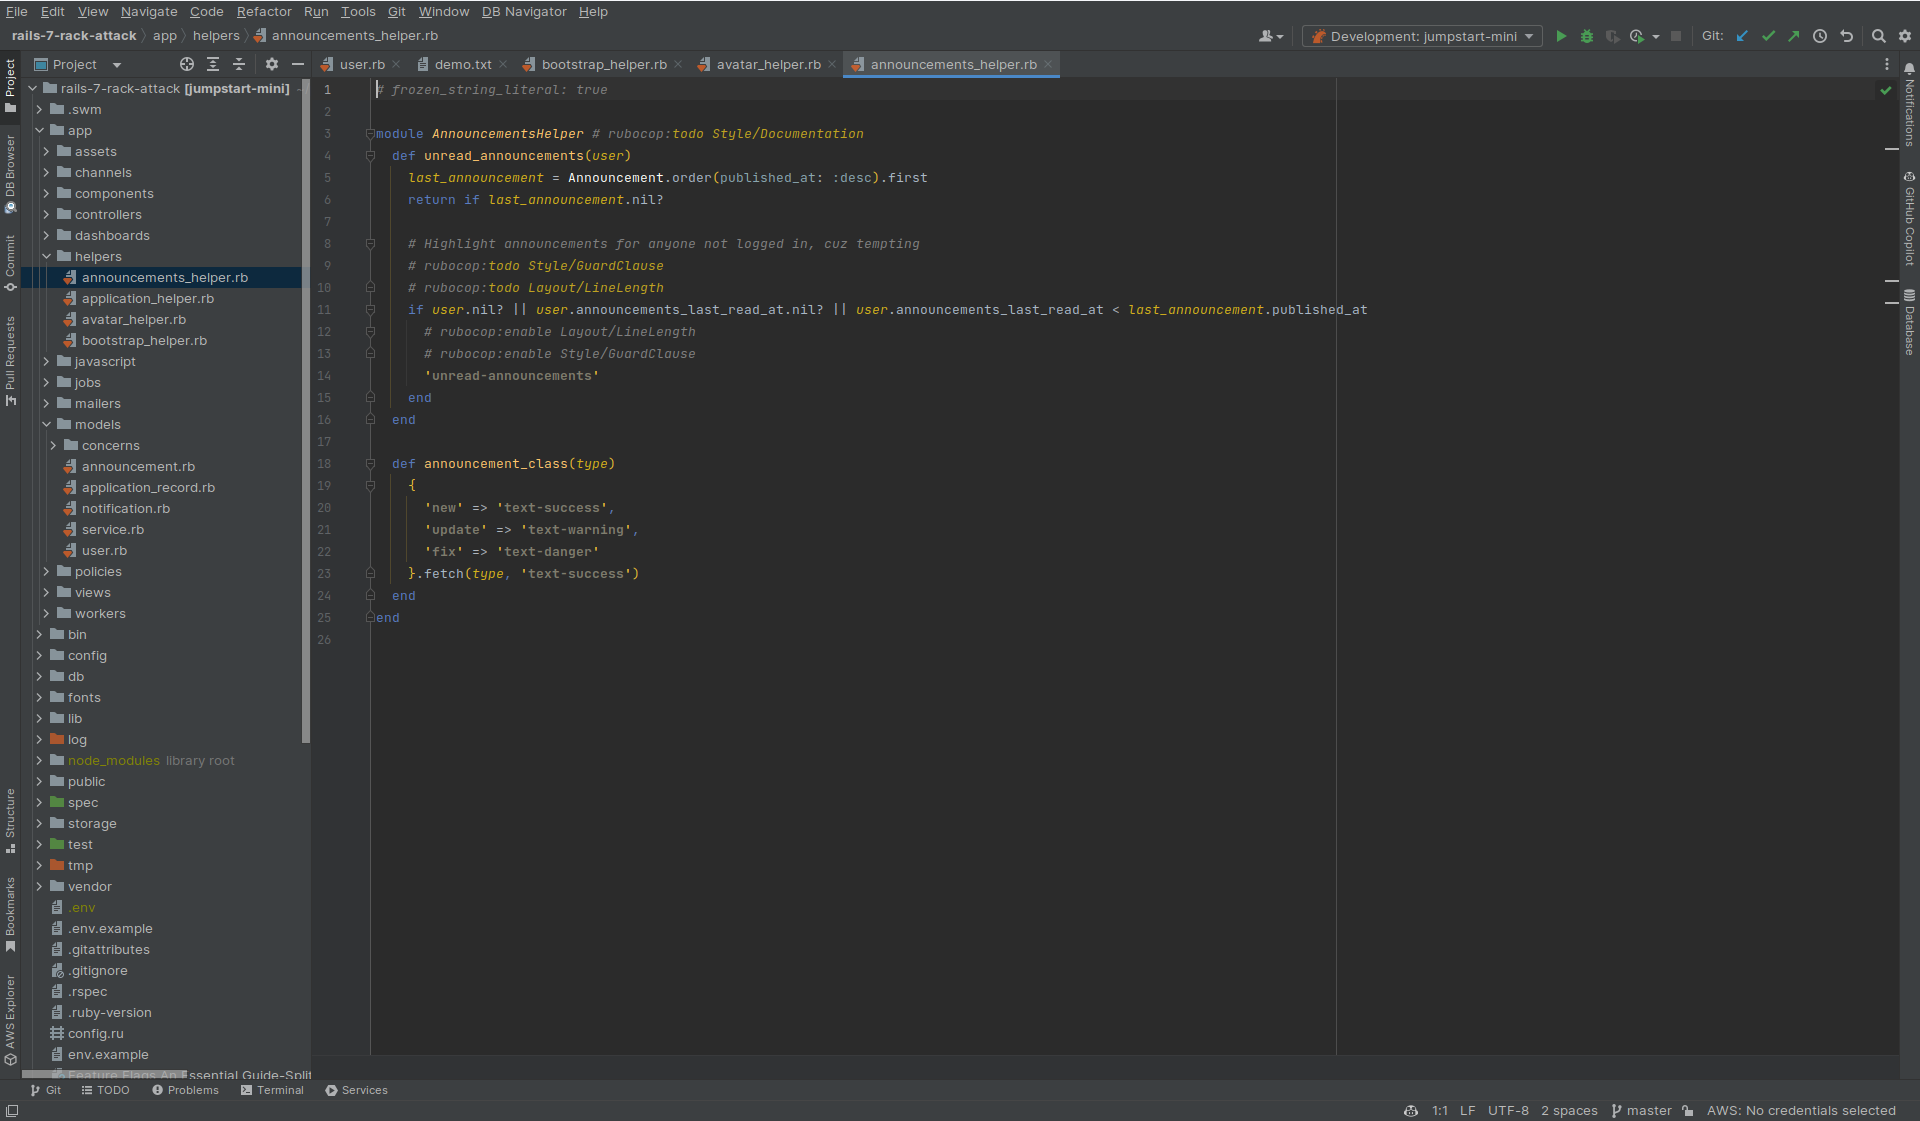 File Edit View Navigate Code Refactor Run Tools Git Window DB Navigator Help
rails-7-rack-attack app helpers announcements_helper.rb
Development: jumpstart-mini
Git:
Project
user.rb
demo.txt
bootstrap_helper.rb
avatar_helper.rb
announcements_helper.rb
Project
DB Browser
Commit
Pull Requests
Structure
Bookmarks
AWS Explorer
rails-7-rack-attack [jumpstart-mini]
.swm
app
assets
channels
components
controllers
dashboards
helpers
announcements_helper.rb
application_helper.rb
avatar_helper.rb
bootstrap_helper.rb
javascript
jobs
mailers
models
concerns
announcement.rb
application_record.rb
notification.rb
service.rb
user.rb
policies
views
workers
bin
config
db
fonts
lib
log
node_modules library root
public
spec
storage
test
tmp
vendor
.env
.env.example
.gitattributes
.gitignore
.rspec
.ruby-version
config.ru
env.example
Feature Flags An Essential Guide-Split
1 # frozen_string_literal: true
2
3 module AnnouncementsHelper # rubocop:todo Style/Documentation
4 def unread_announcements(user)
5 last_announcement = Announcement.order(published_at: :desc).first
6 return if last_announcement.nil?
7
8 # Highlight announcements for anyone not logged in, cuz tempting
9 # rubocop:todo Style/GuardClause
10 # rubocop:todo Layout/LineLength
11 if user.nil? || user.announcements_last_read_at.nil? || user.announcements_last_read_at < last_announcement.published_at
12 # rubocop:enable Layout/LineLength
13 # rubocop:enable Style/GuardClause
14 'unread-announcements'
15 end
16 end
17
18 def announcement_class(type)
19 {
20 'new' => 'text-success',
21 'update' => 'text-warning',
22 'fix' => 'text-danger'
23 }.fetch(type, 'text-success')
24 end
25 end
26
Notifications
GitHub Copilot
Database
Git TODO Problems Terminal Services
1:1 LF UTF-8 2 spaces master AWS: No credentials selected